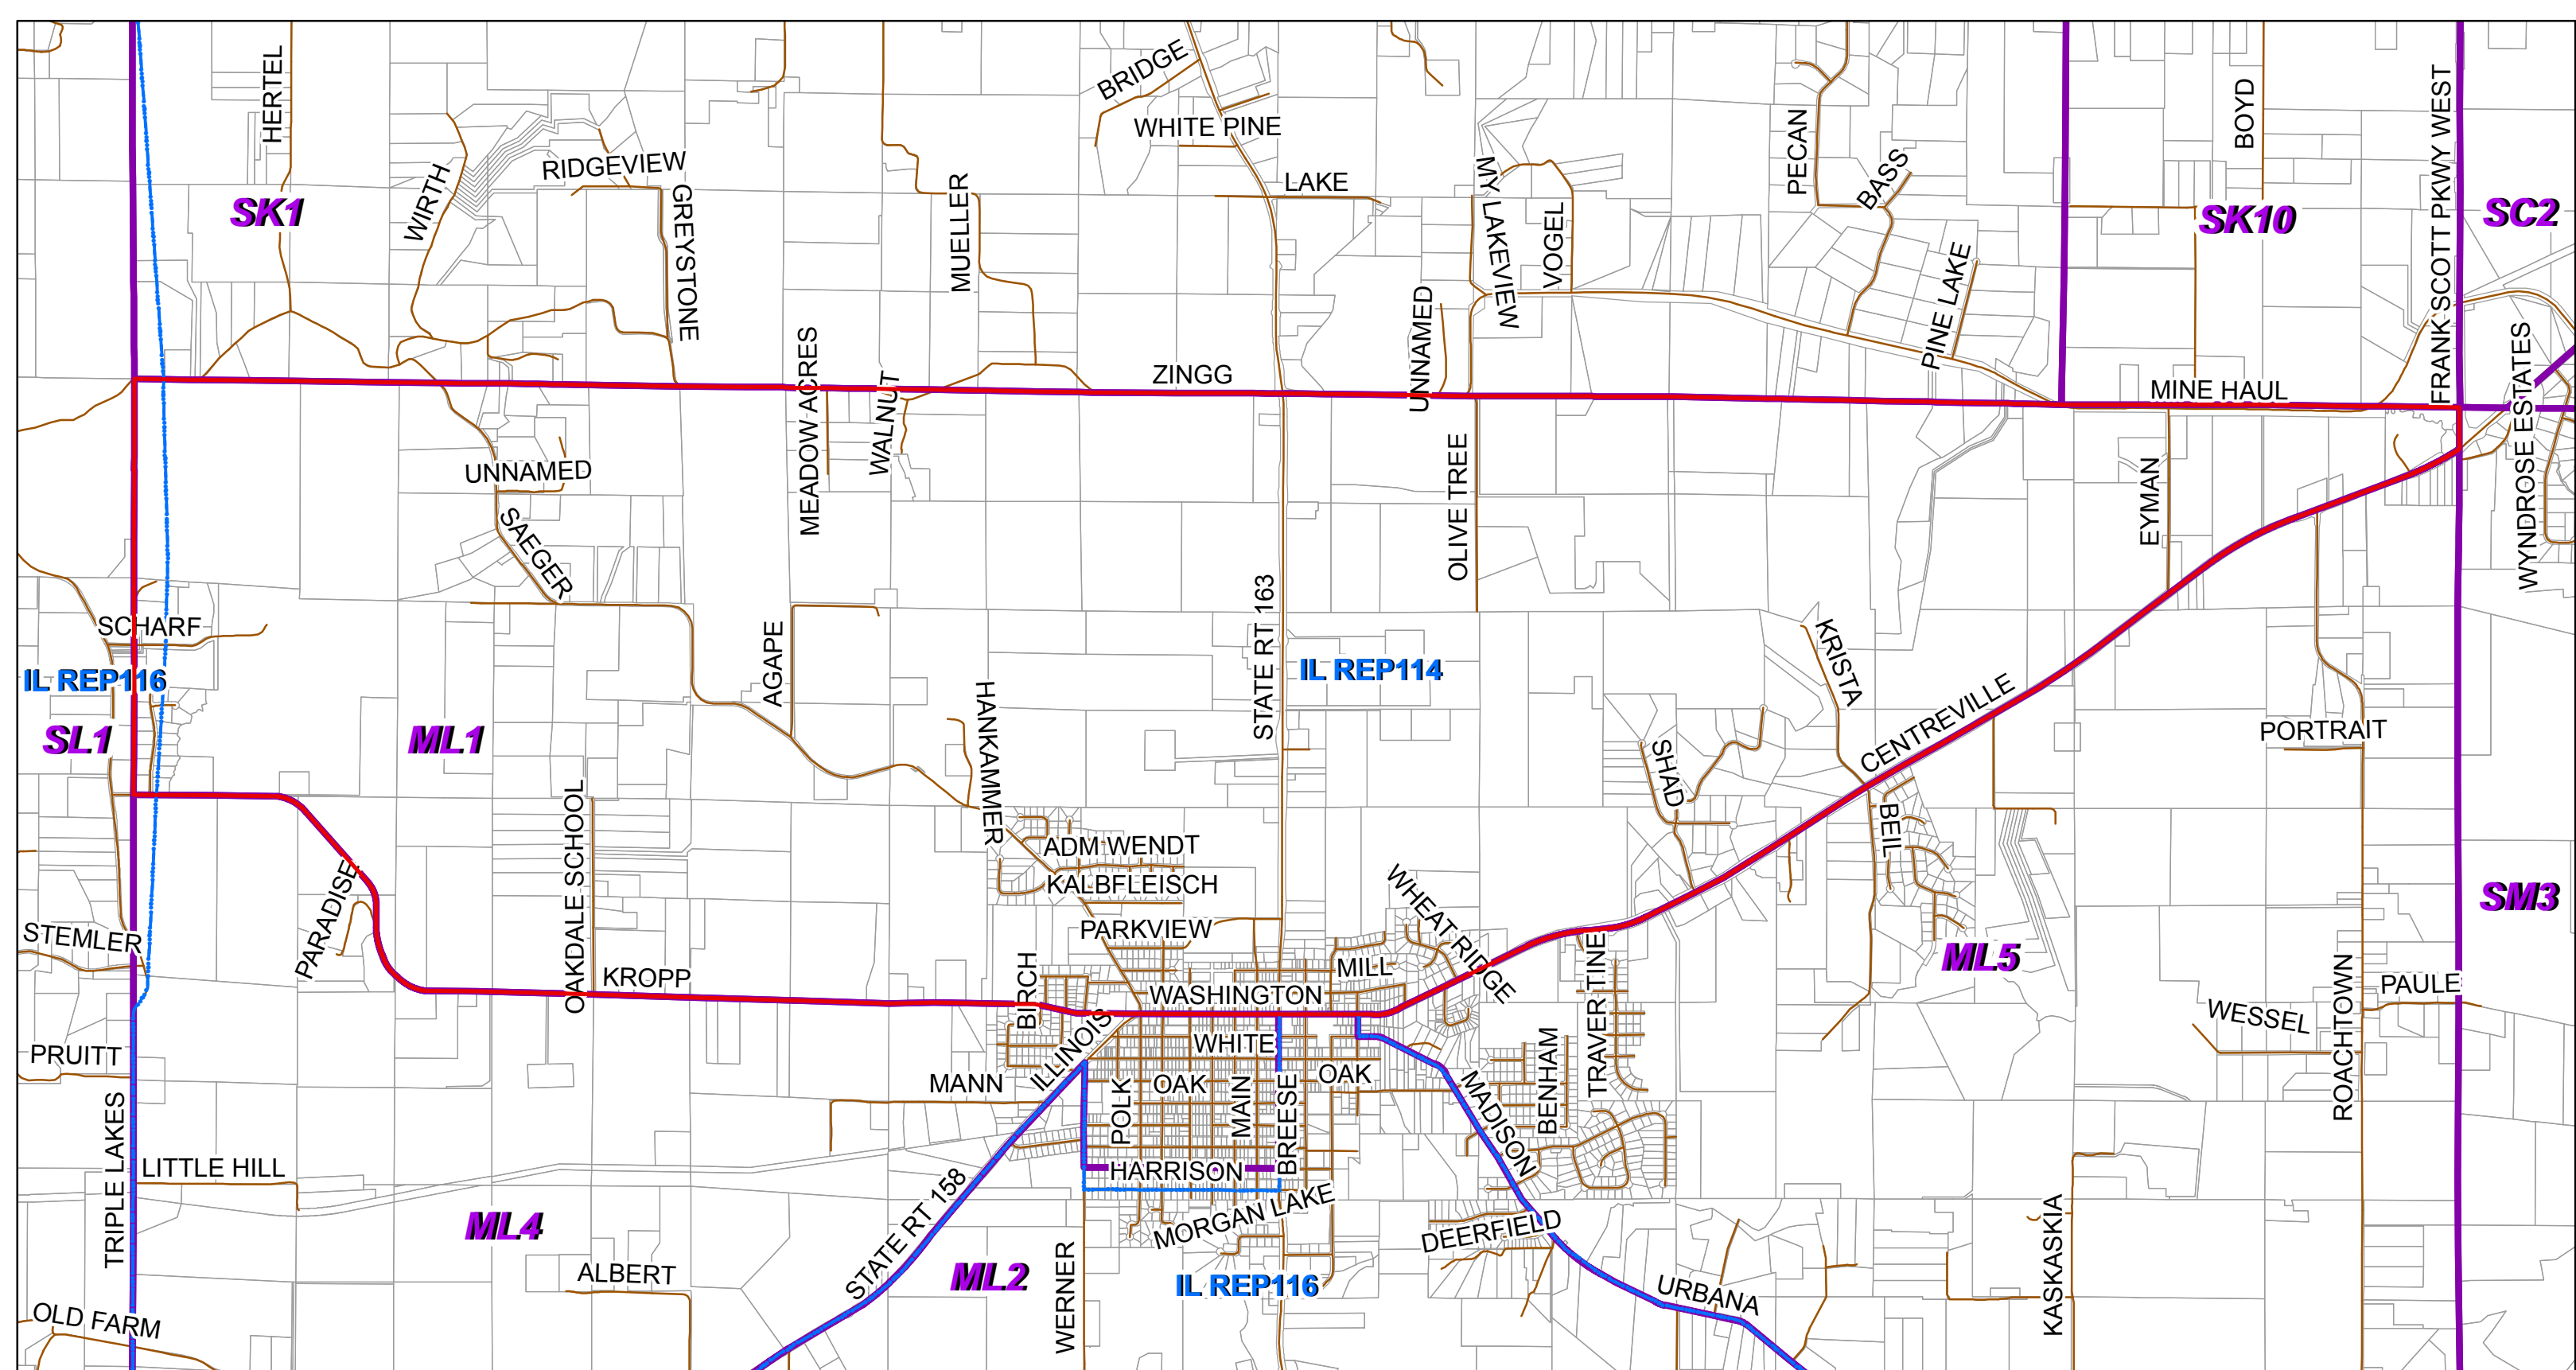 HERTEL
BRIDGE
WHITE PINE
RIDGEVIEW
WIRTH
SK1
GREYSTONE
MUELLER
LAKE
MY LAKEVIEW
VOGEL
PECAN
BASS
PINE LAKE
BOYD
SK10
FRANK SCOTT PKWY WEST
SC2
UNNAMED
MEADOW ACRES
WALNUT
ZINGG
MINE HAUL
WYNDROSE ESTATES
UNNAMED
SAEGER
OLIVE TREE
EYMAN
SCHARF
IL REP116
SL1
ML1
AGAPE
HANKAMMER
STATE RT 163
IL REP114
KRISTA
SHAD
CENTREVILLE
PORTRAIT
BEIL
ADM WENDT
KALBFLEISCH
PARKVIEW
WHEAT RIDGE
OAKDALE SCHOOL
PARADISE
STEMLER
KROPP
BIRCH
WASHINGTON
MILL
TRAVER TINE
ML5
SM3
PAULE
WESSEL
ROACHTOWN
PRUITT
ILLINOIS
WHITE
MANN
POLK
OAK
MAIN
BREESE
OAK
MADISON
BENHAM
TRIPLE LAKES
LITTLE HILL
HARRISON
MORGAN LAKE
STATE RT 158
ML4
ML2
DEERFIELD
KASKASKIA
ALBERT
WERNER
IL REP116
URBANA
OLD FARM